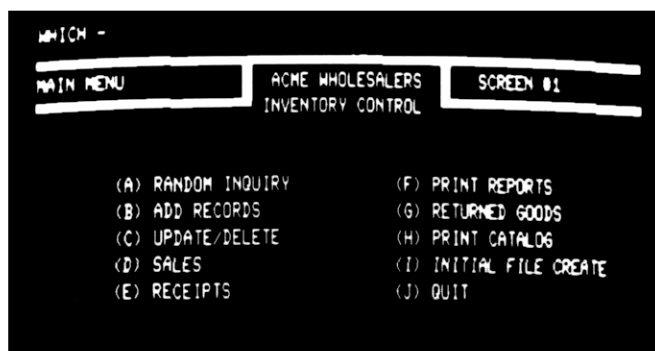 WHICH -
MAIN MENU
ACME WHOLESALERS
INVENTORY CONTROL
SCREEN #1
(A) RANDOM INQUIRY
(B) ADD RECORDS
(C) UPDATE/DELETE
(D) SALES
(E) RECEIPTS
(F) PRINT REPORTS
(G) RETURNED GOODS
(H) PRINT CATALOG
(I) INITIAL FILE CREATE
(J) QUIT